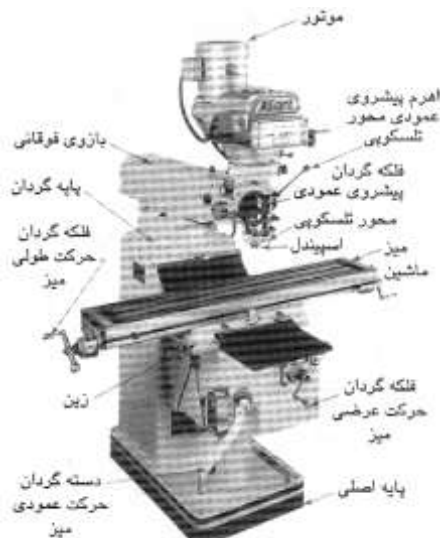 موتور
اهرم پیشروی
عمودی محور
تلسکوپی
بازوی فوقانی
فلکه گردان
پیشروی عمودی
پایه گردان
محور تلسکوپی
فلکه گردان
حرکت طولی
میز
اسپیندل
میز
ماشین
زین
فلکه گردان
حرکت عرضی
میز
دسته گردان
حرکت عمودی
میز
پایه اصلی